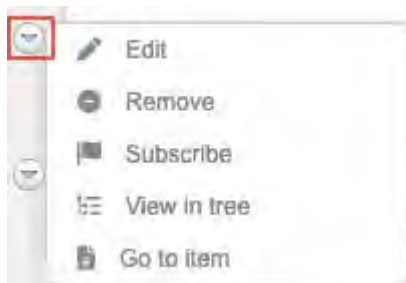 Edit
Remove
Subscribe
View in tree
Go to item